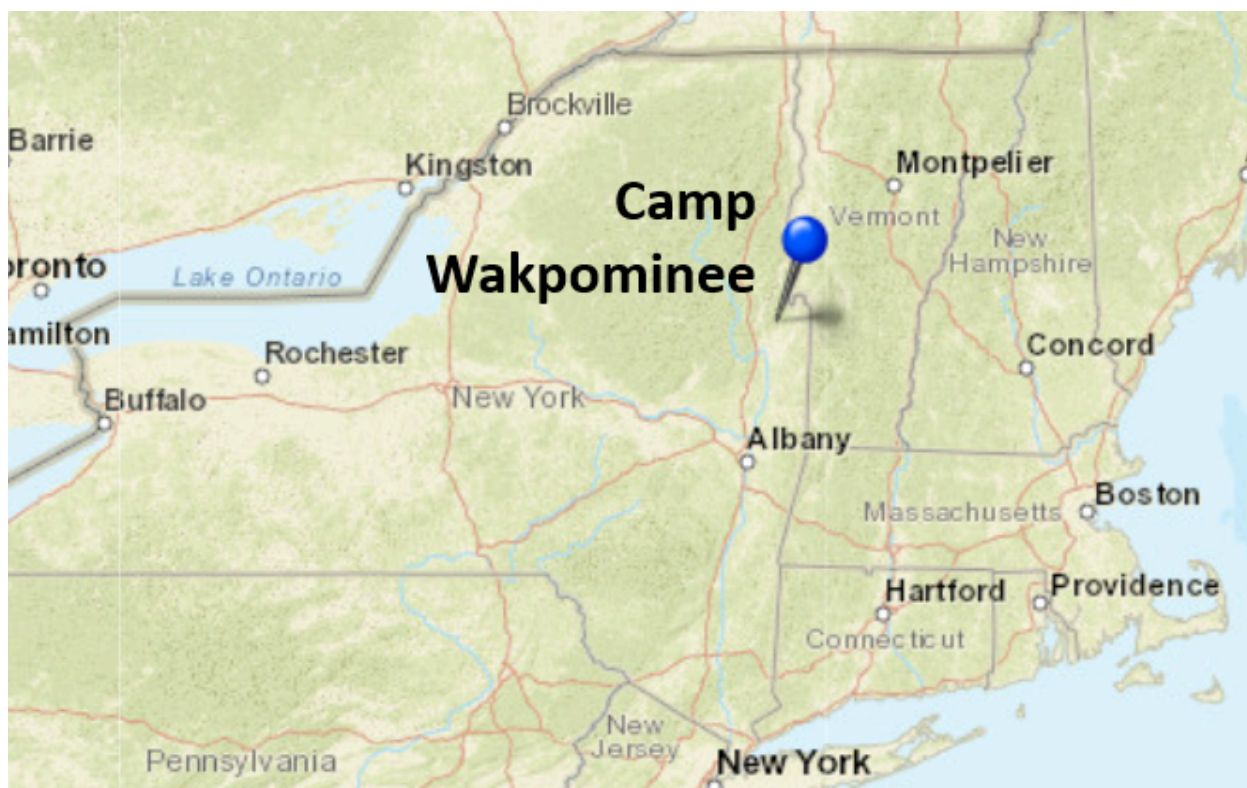 Brockville
Barrie
Kingston
Montpelier
Camp
Wakpominee
Vermont
New
Hampshire
oronto
Lake Ontario
amilton
Rochester
Concord
Buffalo
New York
Albany
Boston
Massachusetts
Hartford
Providence
Connecticut
New
Jersey
Pennsylvania
New York